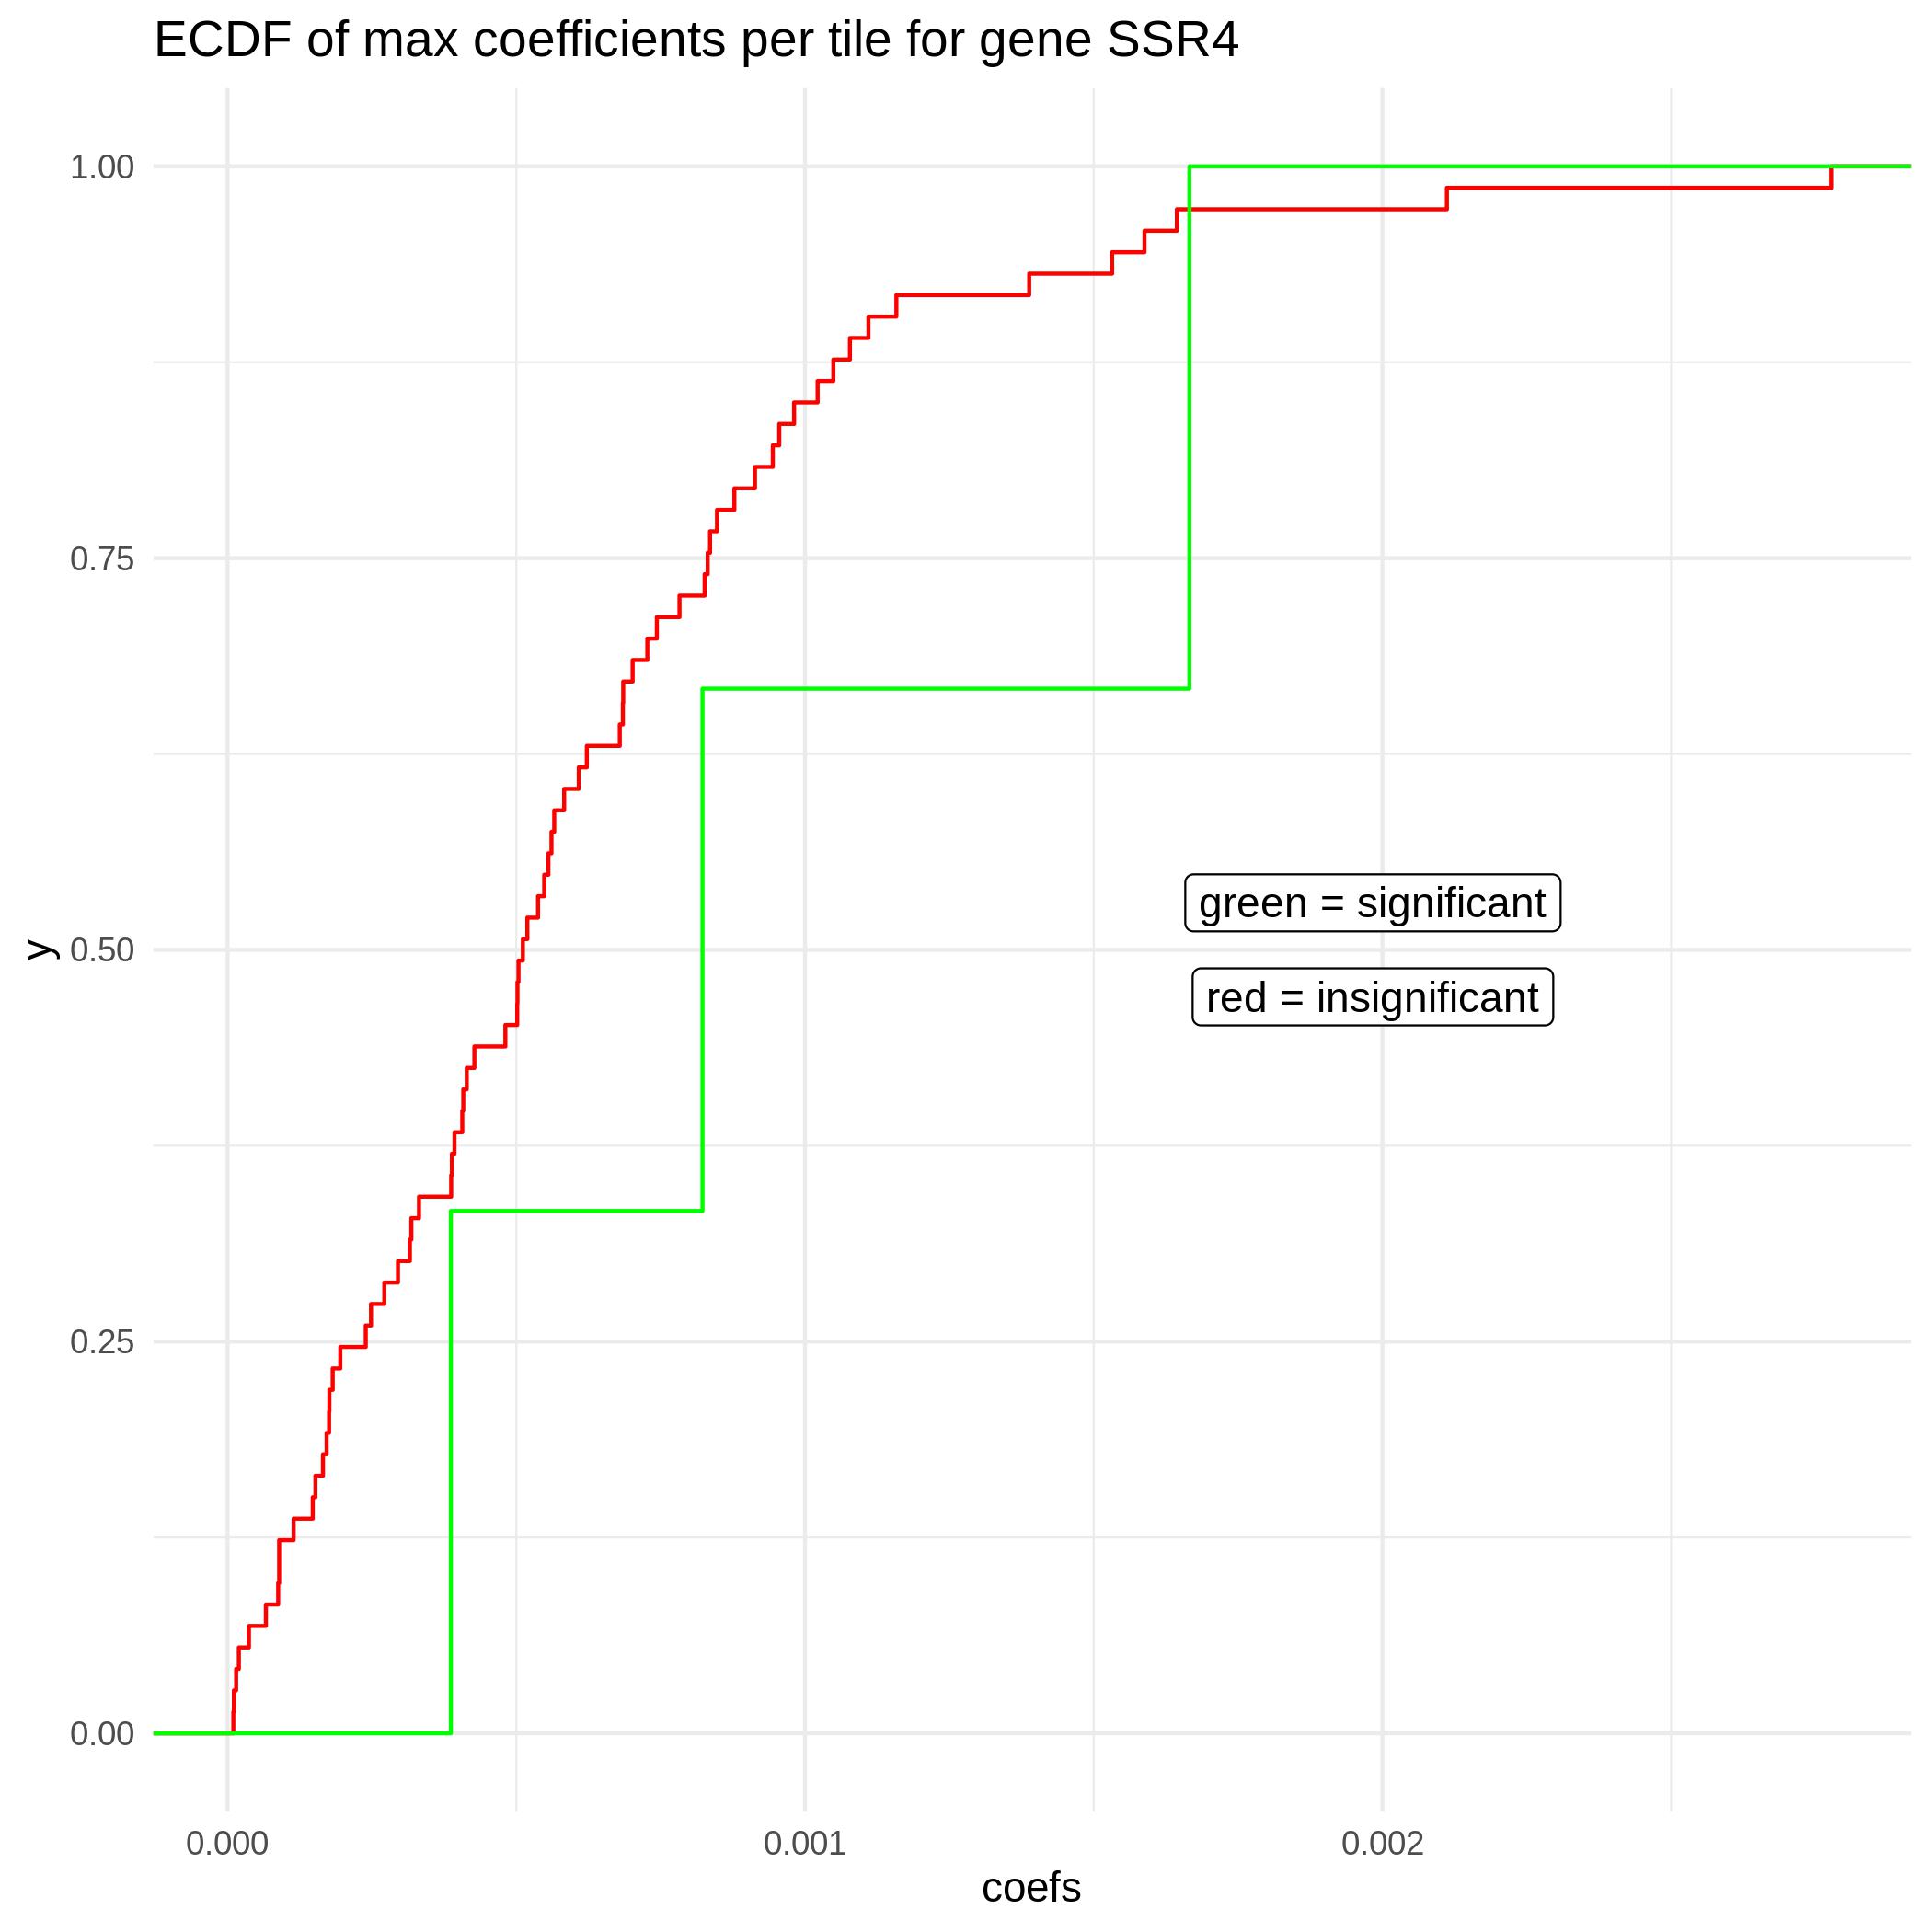 ECDF of max coefficients per tile for gene SSR4
1.00
0.75
0.50
0.25
0.00
y
green = significant
red = insignificant
0.000
0.001
0.002
coefs